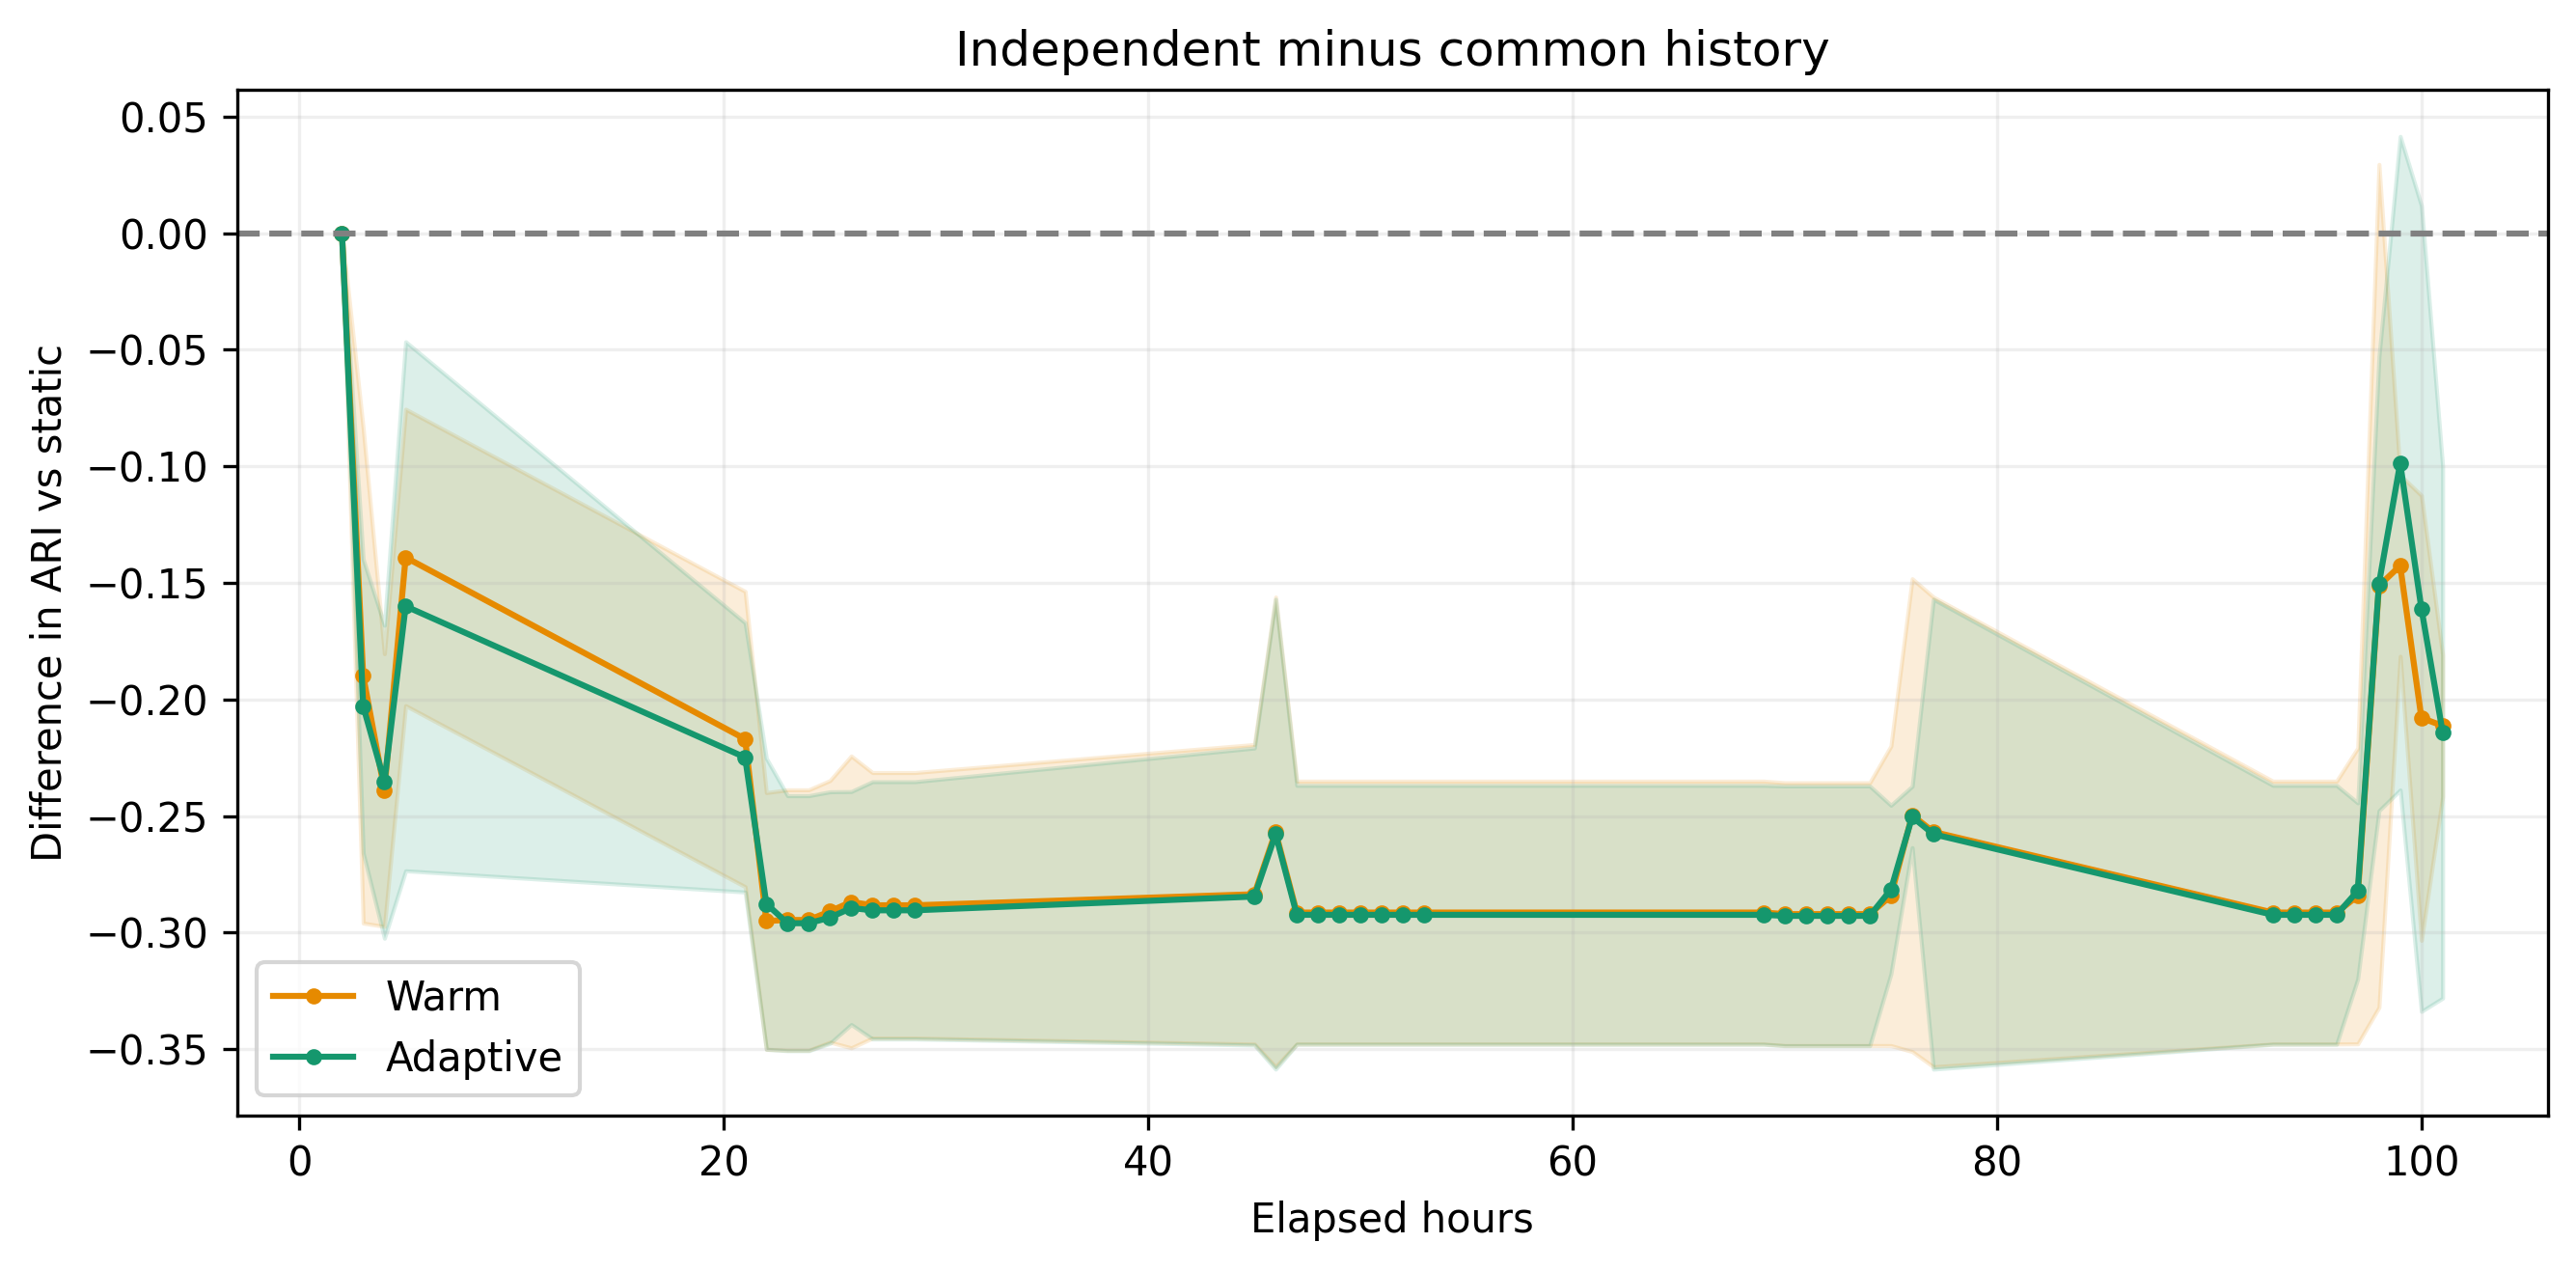 Independent minus common history
Difference in ARI vs static
0.05
0.00
−0.05
−0.10
−0.15
−0.20
−0.25
−0.30
−0.35
Warm
Adaptive
0 20 40 60 80 100
Elapsed hours